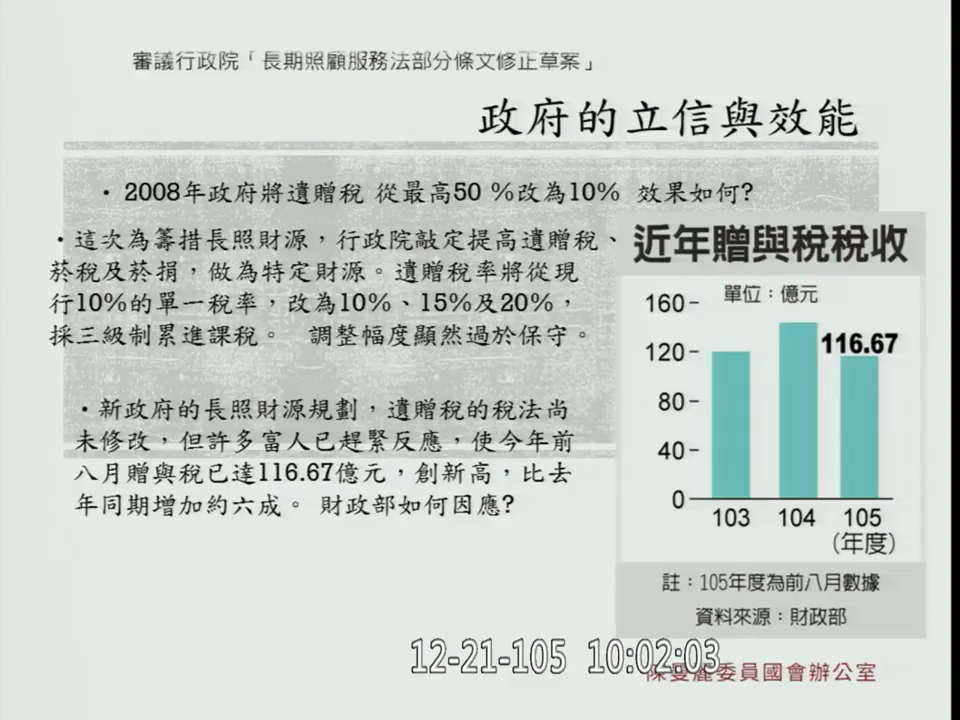 審議行政院「長期照顧服務法部分條文修正草案」
政府的立信與效能
・2008年政府將遺贈稅 從最高50 %改為10% 效果如何?
・這次為籌措長照財源，行政院敲定提高遺贈稅、
菸稅及菸捐，做為特定財源。遺贈稅率將從現
行10%的單一稅率，改為10%、15%及20%，
採三級制累進課稅。 調整幅度顯然過於保守。
・新政府的長照財源規劃，遺贈稅的稅法尚
未修改，但許多富人已趕緊反應，使今年前
八月贈與稅已達116.67億元，創新高，比去
年同期增加約六成。 財政部如何因應?
近年贈與稅稅收
單位：億元
160
120
80
40
0
116.67
103 104 105
(年度)
註：105年度為前八月數據
資料來源：財政部
12-21-105 10:02:03
陳曼麗委員國會辦公室